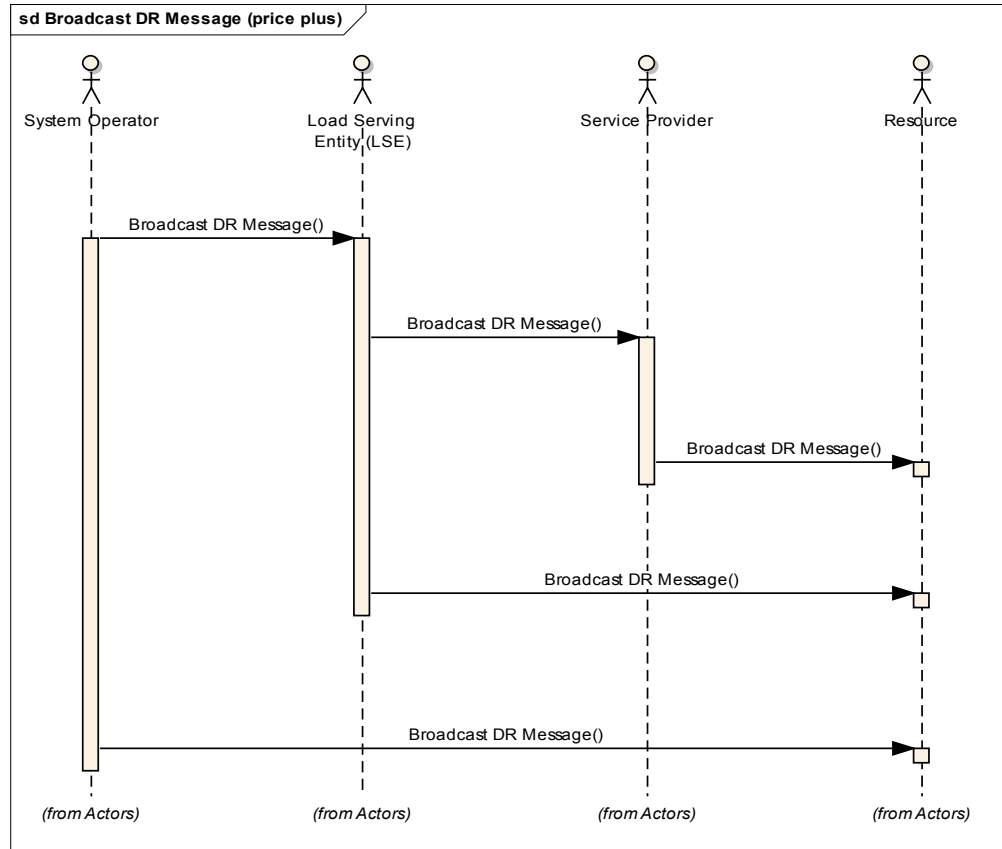 sd Broadcast DR Message (price plus)
System Operator
Load Serving
Entity (LSE)
Service Provider
Resource
Broadcast DR Message()
Broadcast DR Message()
Broadcast DR Message()
Broadcast DR Message()
Broadcast DR Message()
(from Actors)
(from Actors)
(from Actors)
(from Actors)